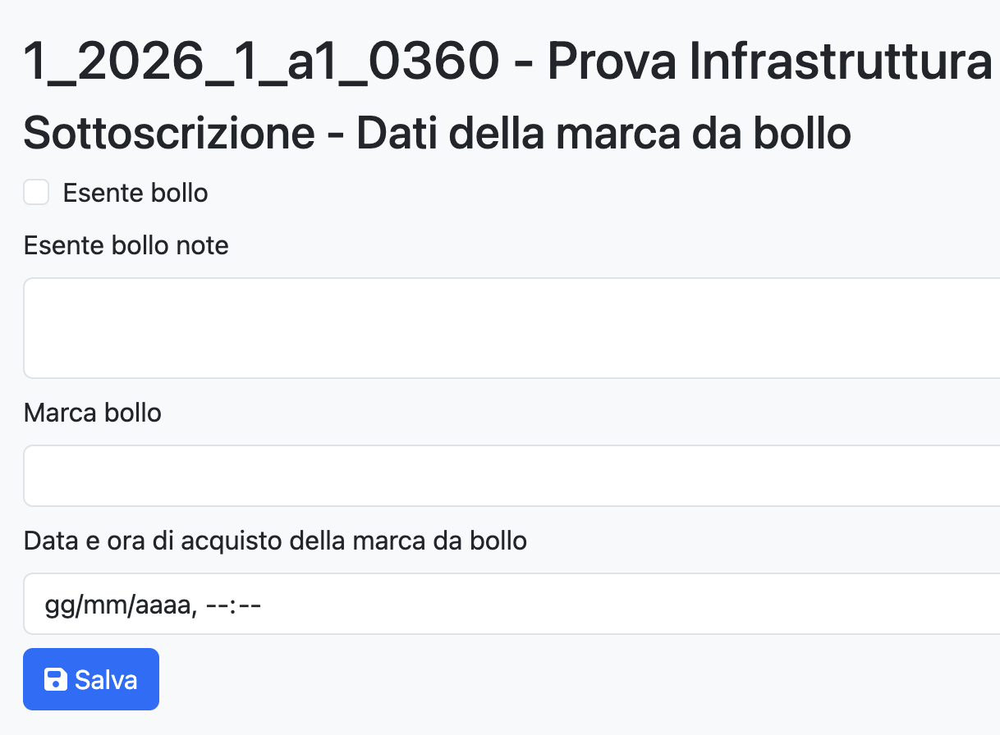 1_2026_1_a1_0360 - Prova Infrastruttura
Sottoscrizione - Dati della marca da bollo
Esente bollo
Esente bollo note
Marca bollo
Data e ora di acquisto della marca da bollo
gg/mm/aaaa, --:--
Salva